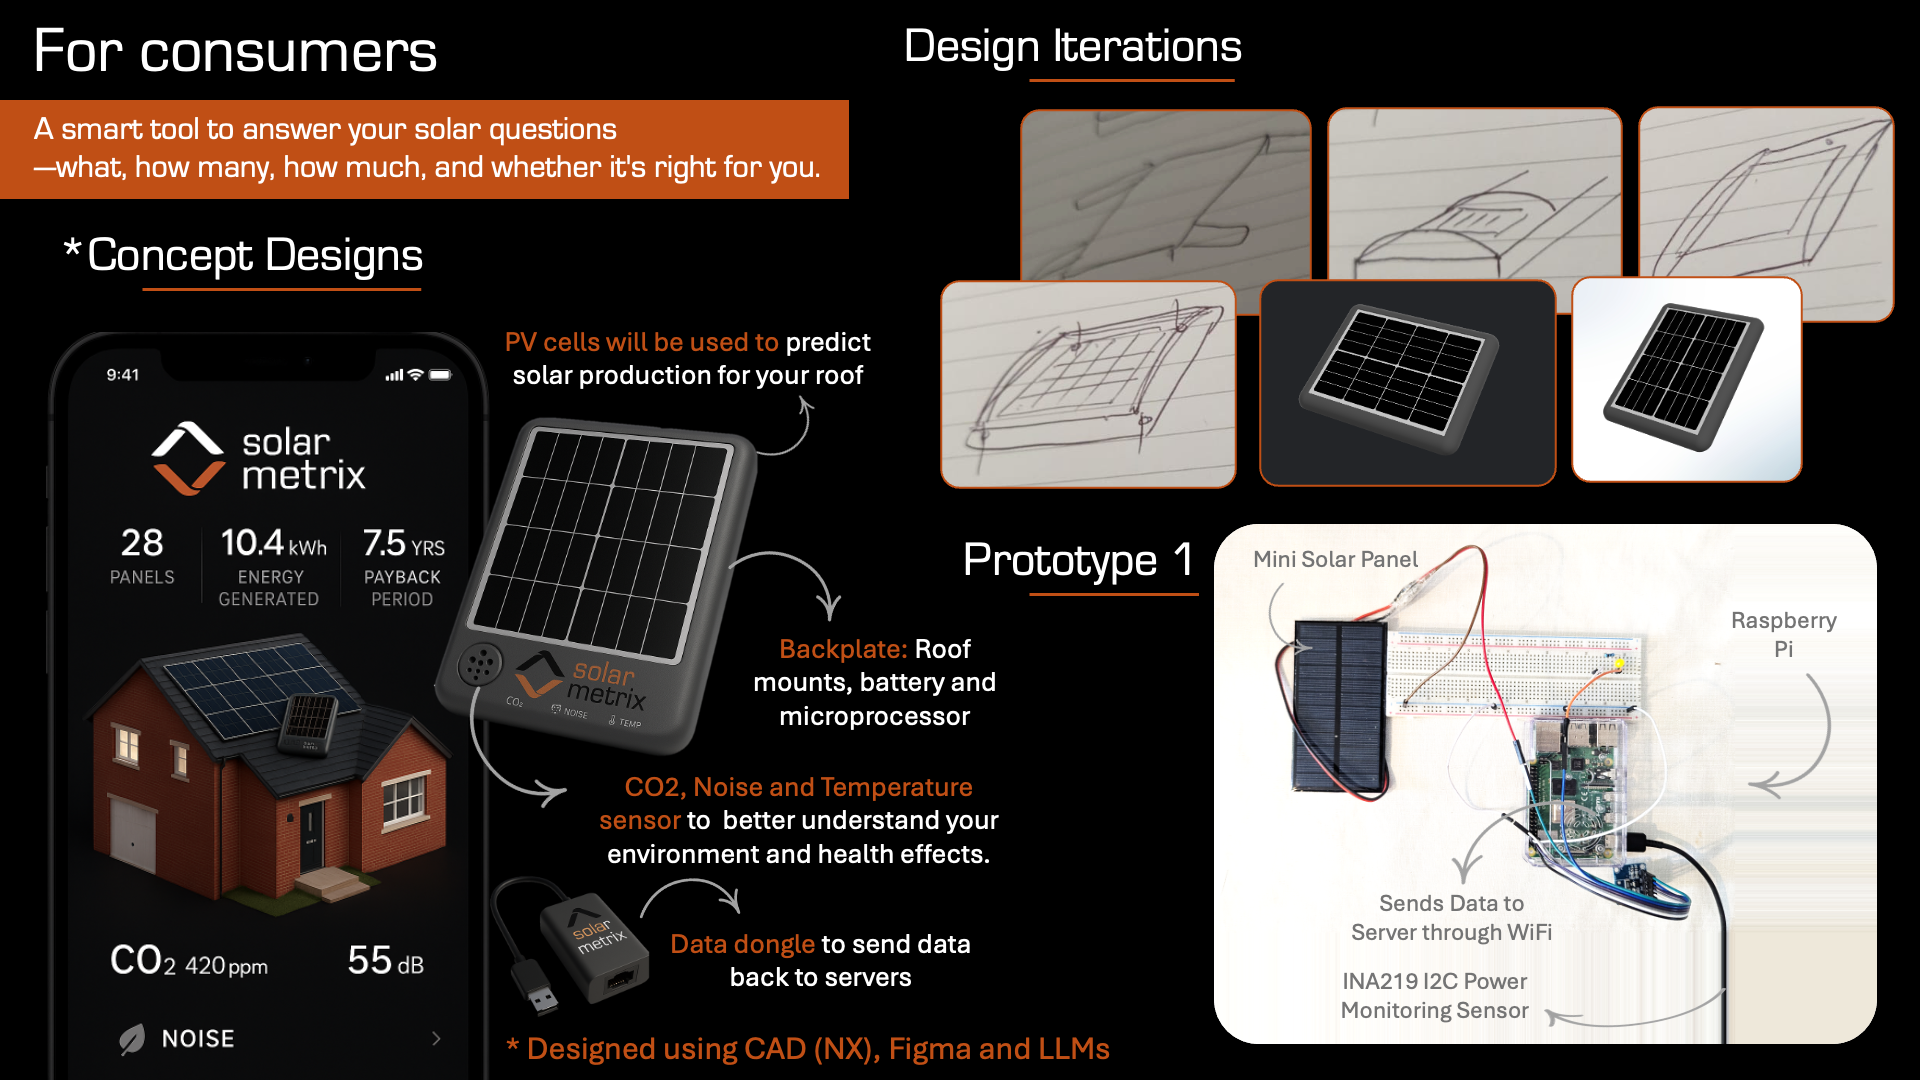 For consumers
A smart tool to answer your solar questions
—what, how many, how much, and whether it's right for you.
*Concept Designs
9:41
solar
metrix
28
PANELS
10.4 kWh
ENERGY
GENERATED
7.5 YRS
PAYBACK
PERIOD
CO₂ 420 ppm
55 dB
NOISE
PV cells will be used to predict
solar production for your roof
solar
metrix
CO₂
NOISE
TEMP
Backplate: Roof
mounts, battery and
microprocessor
CO2, Noise and Temperature
sensor to better understand your
environment and health effects.
solar
metrix
Data dongle to send data
back to servers
* Designed using CAD (NX), Figma and LLMs
Design Iterations
Prototype 1
Mini Solar Panel
Raspberry
Pi
Sends Data to
Server through WiFi
INA219 I2C Power
Monitoring Sensor